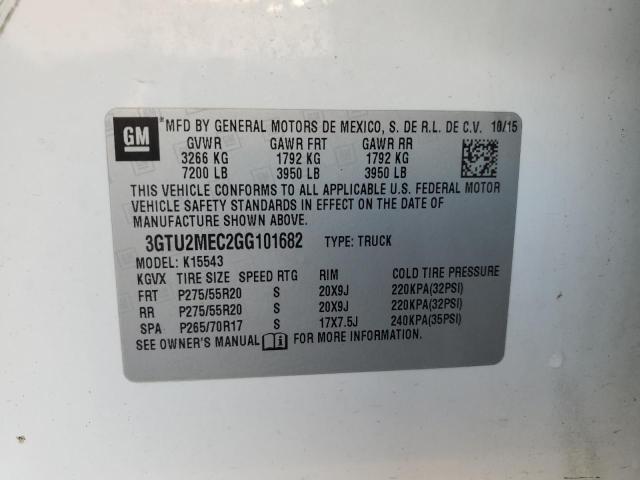 GM *MFD BY GENERAL MOTORS DE MEXICO, S. DE R.L. DE C.V. 10/15
GVWR GAWR FRT GAWR RR
3266 KG 1792 KG 1792 KG
7200 LB 3950 LB 3950 LB
THIS VEHICLE CONFORMS TO ALL APPLICABLE U.S. FEDERAL MOTOR
VEHICLE SAFETY STANDARDS IN EFFECT ON THE DATE OF
MANUFACTURE SHOWN ABOVE.
3GTU2MEC2GG101682 TYPE: TRUCK
MODEL: K15543
KGVX TIRE SIZE SPEED RTG RIM COLD TIRE PRESSURE
FRT P275/55R20 S 20X9J 220KPA(32PSI)
RR P275/55R20 S 20X9J 220KPA(32PSI)
SPA P265/70R17 S 17X7.5J 240KPA(35PSI)
SEE OWNER'S MANUAL FOR MORE INFORMATION.